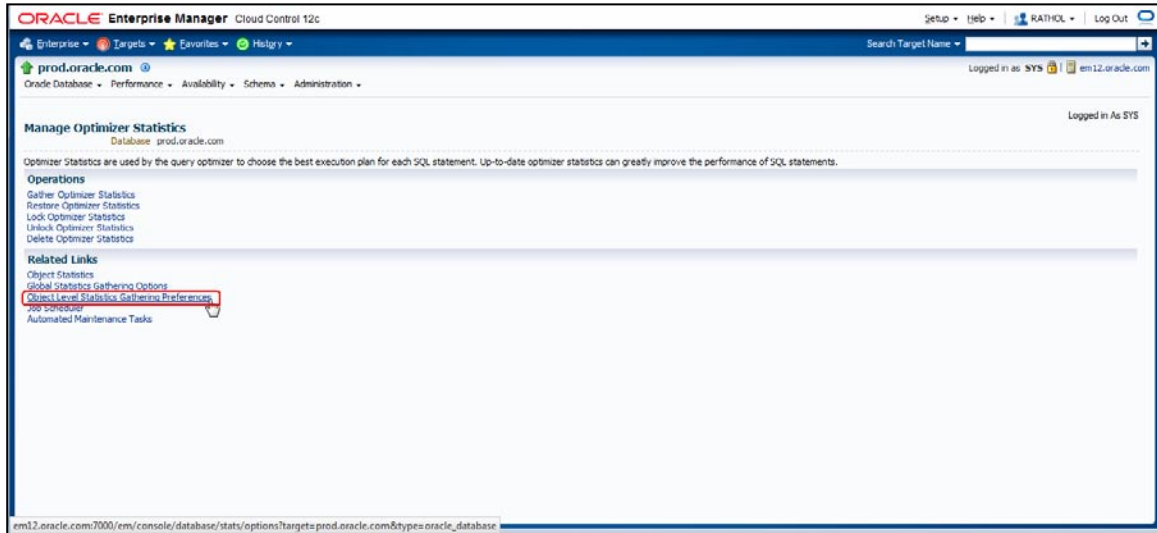 ORACLE Enterprise Manager Cloud Control 12c
Setup Help RATHOL Log Out
Enterprise Targets Favorites History
Search Target Name
prod.oracle.com
Logged in as SYS em12.oracle.com
Oracle Database Performance Availability Schema Administration
Logged in As SYS
Manage Optimizer Statistics
Database prod.oracle.com
Optimizer Statistics are used by the query optimizer to choose the best execution plan for each SQL statement. Up-to-date optimizer statistics can greatly improve the performance of SQL statements.
Operations
Gather Optimizer Statistics
Restore Optimizer Statistics
Lock Optimizer Statistics
Unlock Optimizer Statistics
Delete Optimizer Statistics
Related Links
Object Statistics
Global Statistics Gathering Options
Object Level Statistics Gathering Preferences
Job Scheduler
Automated Maintenance Tasks
em12.oracle.com:7000/em/console/database/stats/options?target=prod.oracle.com&type=oracle_database